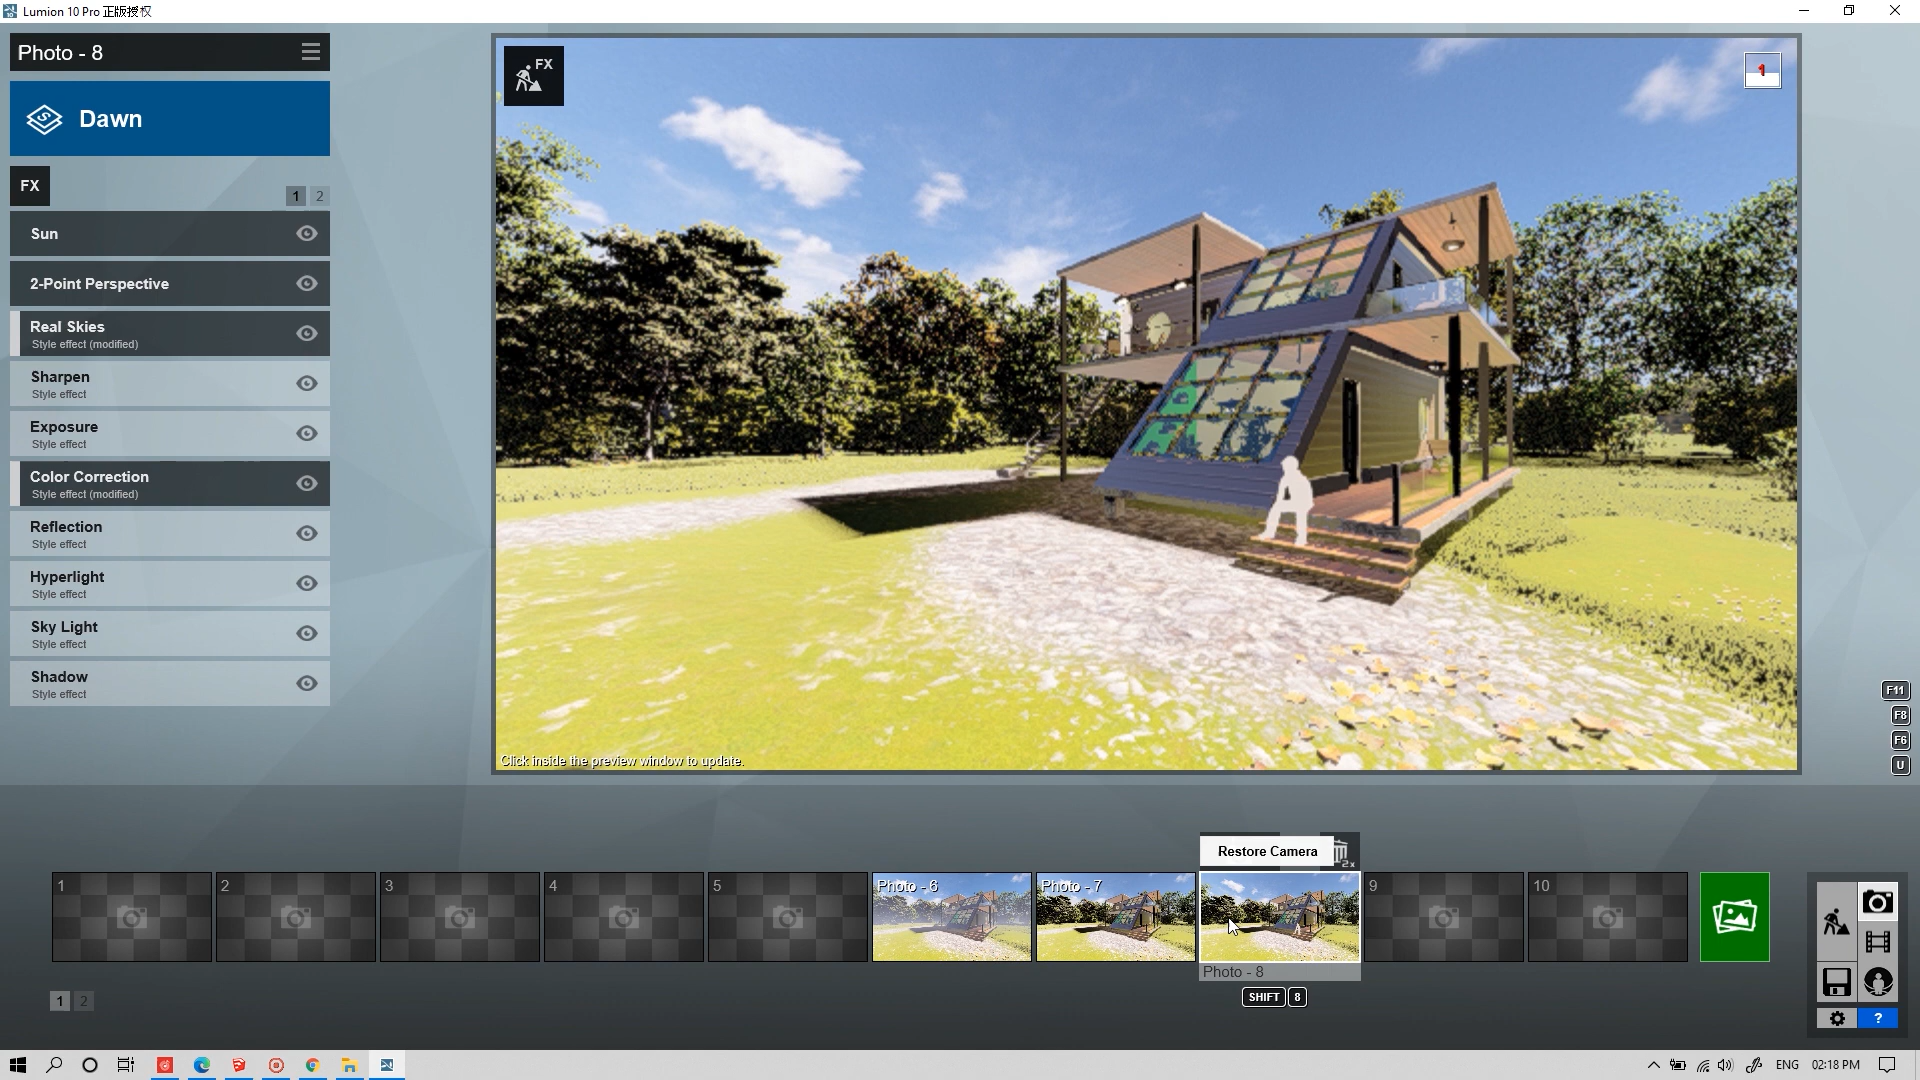 Lumion 10 Pro 正版授权
Photo - 8
Dawn
FX
1 2
Sun
2-Point Perspective
Real Skies
Style effect (modified)
Sharpen
Style effect
Exposure
Style effect
Color Correction
Style effect (modified)
Reflection
Style effect
Hyperlight
Style effect
Sky Light
Style effect
Shadow
Style effect
FX
1
Click inside the preview window to update.
F11
F8
F6
U
Restore Camera
2x
1
2
3
4
5
Photo - 6
Photo - 7
9
10
Photo - 8
SHIFT 8
1 2
?
ENG 02:18 PM